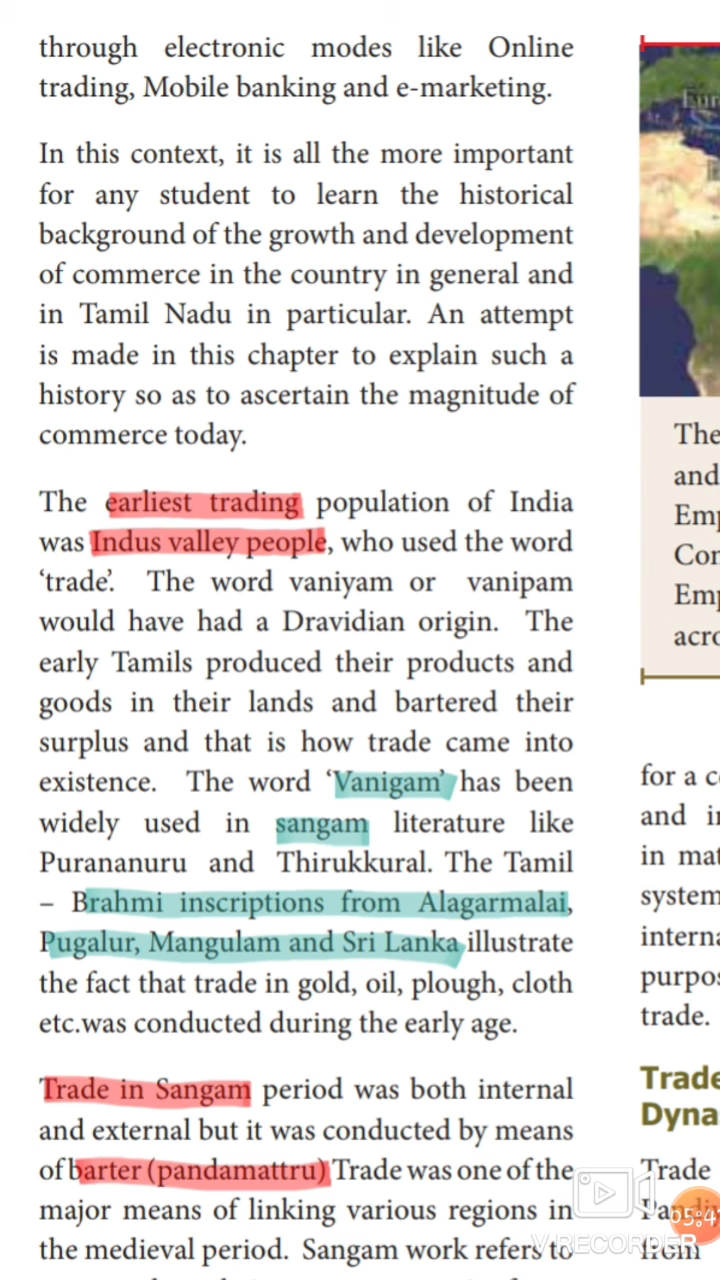 through electronic modes like Online
trading, Mobile banking and e-marketing.
In this context, it is all the more important
for any student to learn the historical
background of the growth and development
of commerce in the country in general and
in Tamil Nadu in particular. An attempt
is made in this chapter to explain such a
history so as to ascertain the magnitude of
commerce today.
The earliest trading population of India
was Indus valley people, who used the word
‘trade’. The word vaniyam or vanipam
would have had a Dravidian origin. The
early Tamils produced their products and
goods in their lands and bartered their
surplus and that is how trade came into
existence. The word ‘Vanigam’ has been
widely used in sangam literature like
Purananuru and Thirukkural. The Tamil
– Brahmi inscriptions from Alagarmalai,
Pugalur, Mangulam and Sri Lanka illustrate
the fact that trade in gold, oil, plough, cloth
etc.was conducted during the early age.
Trade in Sangam period was both internal
and external but it was conducted by means
of barter (pandamattru) Trade was one of the
major means of linking various regions in
the medieval period. Sangam work refers to
Eur
The
and
Emp
Con
Emp
acro
for a c
and in
in mat
system
interna
purpos
trade.
Trade
Dyna
Trade
from
05:4
VRECORDER